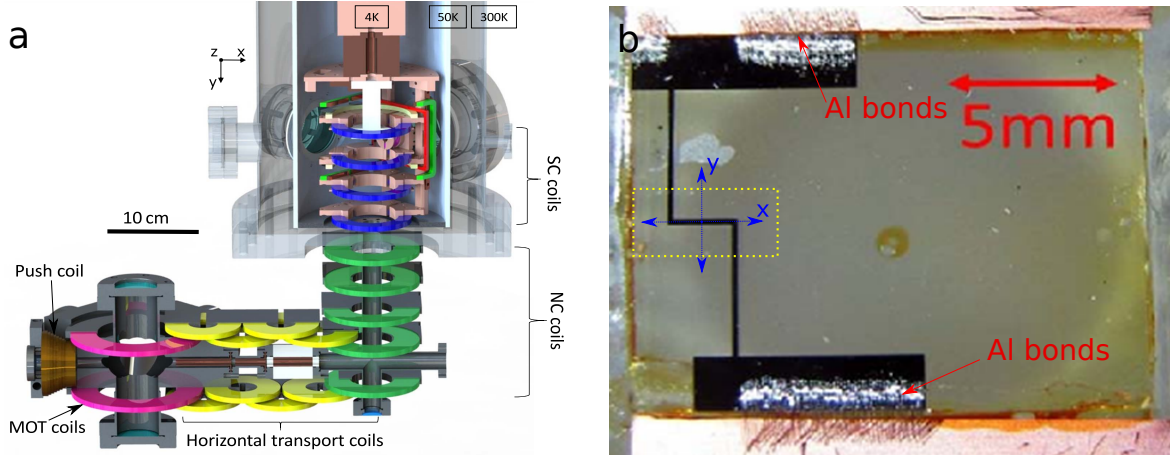 a
4K
50K
300K
z
x
y
SC coils
10 cm
Push coil
NC coils
MOT coils
Horizontal transport coils
b
Al bonds
5mm
y
x
Al bonds